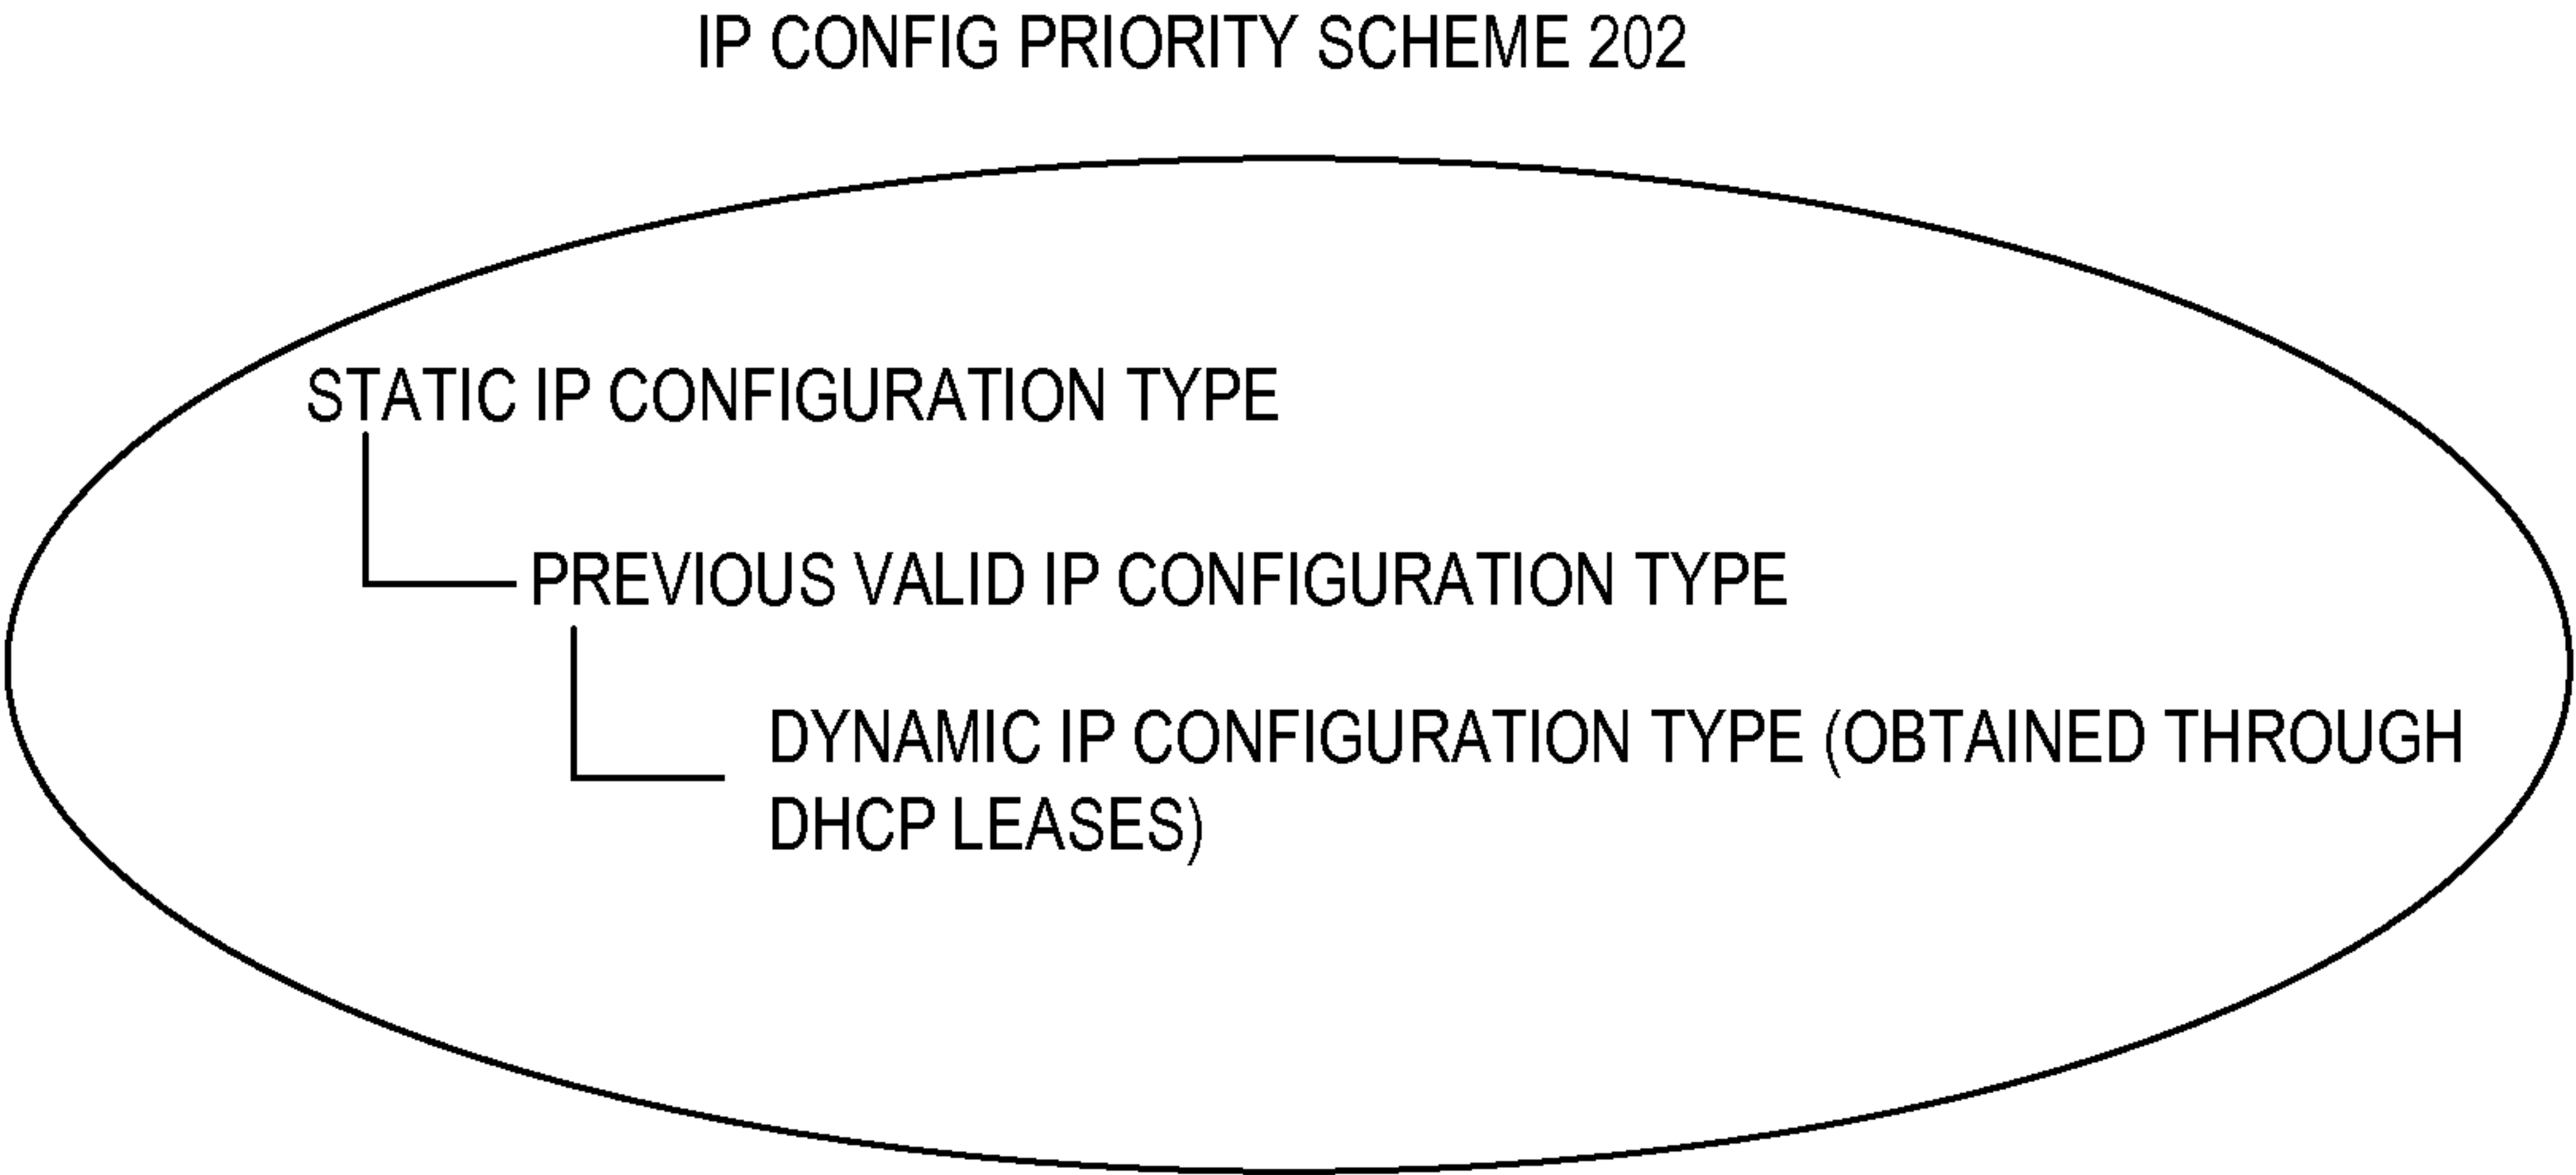 IP CONFIG PRIORITY SCHEME 202
STATIC IP CONFIGURATION TYPE
PREVIOUS VALID IP CONFIGURATION TYPE
DYNAMIC IP CONFIGURATION TYPE (OBTAINED THROUGH
DHCP LEASES)